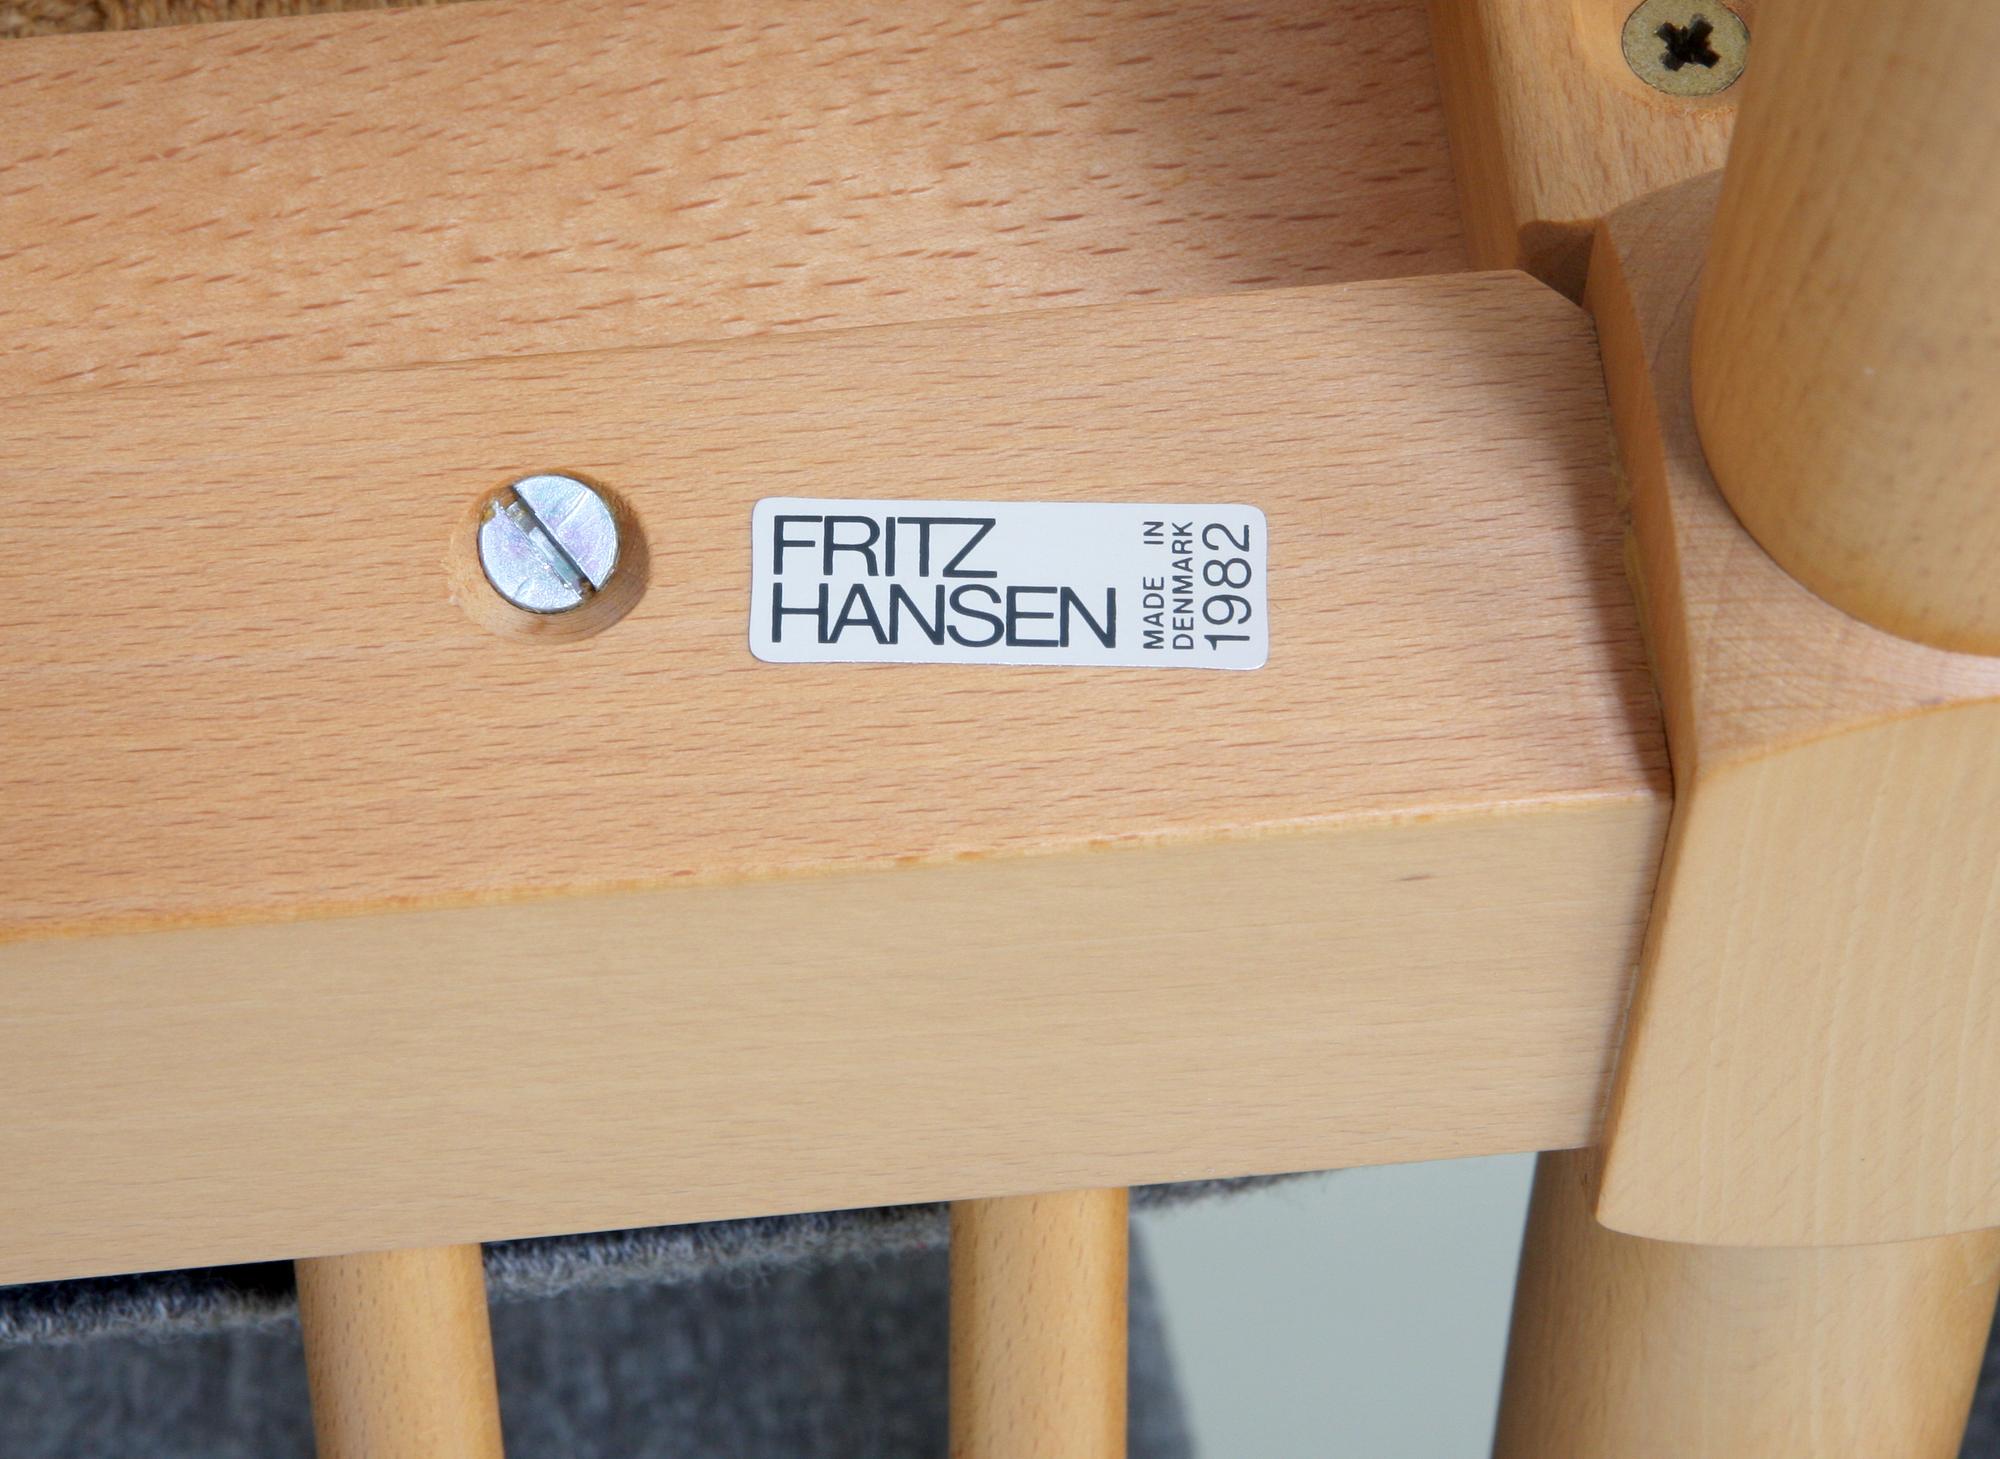 FRITZ
HANSEN
MADE IN
DENMARK
1982